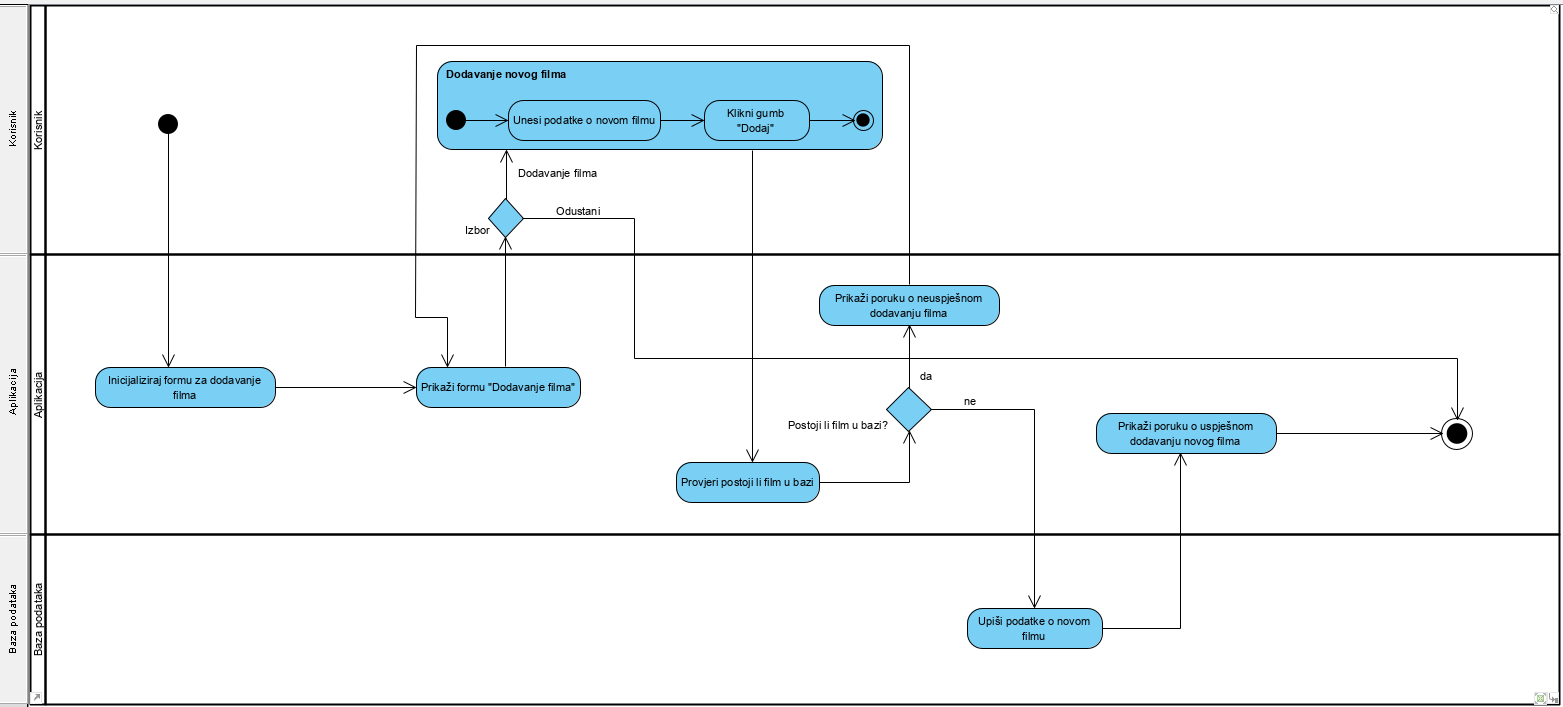 Korisnik
Korisnik
Dodavanje novog filma
Unesi podatke o novom filmu
Klikni gumb
"Dodaj"
Dodavanje filma
Izbor
Odustani
Aplikacija
Aplikacija
Inicijaliziraj formu za dodavanje
filma
Prikaži formu "Dodavanje filma"
Prikaži poruku o neuspješnom
dodavanju filma
da
ne
Postoji li film u bazi?
Provjeri postoji li film u bazi
Prikaži poruku o uspješnom
dodavanju novog filma
Baza podataka
Baza podataka
Upiši podatke o novom
filmu